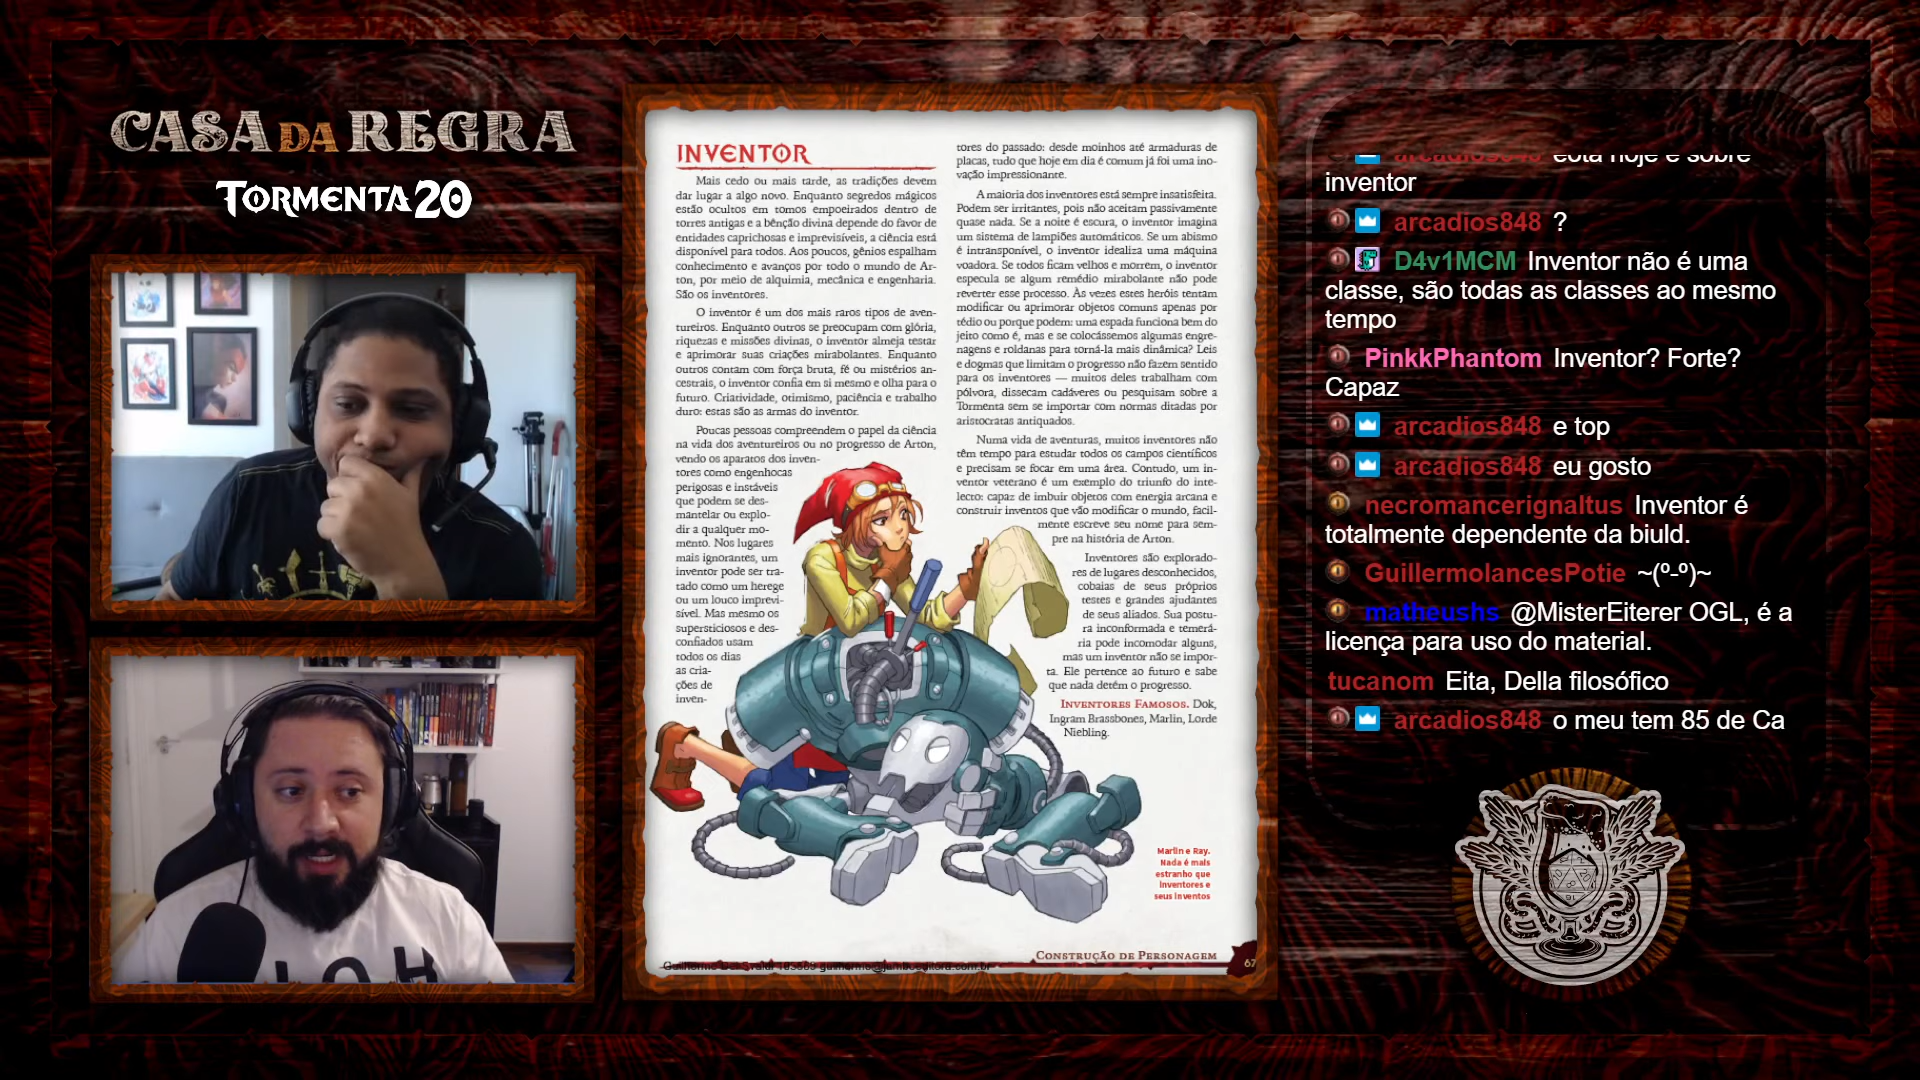 CASA DA REGRA
TORMENTA20
INVENTOR
Mais cedo ou mais tarde, as tradições devem
dar lugar a algo novo. Enquanto segredos mágicos
estão ocultos em tomos empoeirados dentro de
torres antigas e a bênção divina depende do favor de
entidades caprichosas e imprevisíveis, a ciência está
disponível para todos. Aos poucos, gênios espalham
conhecimento e avanços por todo o mundo de Ar-
ton, por meio de alquimia, mecânica e engenharia.
São os inventores.
O inventor é um dos mais raros tipos de aven-
tureiros. Enquanto outros se preocupam com glória,
riquezas e missões divinas, o inventor almeja testar
e aprimorar suas criações mirabolantes. Enquanto
outros contam com força bruta, fé ou mistérios an-
cestrais, o inventor confia em si mesmo e olha para o
futuro. Criatividade, otimismo, paciência e trabalho
duro: estas são as armas do inventor.
Poucas pessoas compreendem o papel da ciência
na vida dos aventureiros ou no progresso de Arton,
vendo os aparatos dos inven-
tores como engenhocas
perigosas e instáveis
que podem se des-
mantelar ou explo-
dir a qualquer mo-
mento. Nos lugares
mais ignorantes, um
inventor pode ser tra-
tado como um herege
ou um louco imprevi-
sível. Mas mesmo os
supersticiosos e des-
confiados usam
todos os dias
as cria-
ções de
inven-
tores do passado: desde moinhos até armaduras de
placas, tudo que hoje em dia é comum já foi uma ino-
vação impressionante.
A maioria dos inventores está sempre insatisfeita.
Podem ser irritantes, pois não aceitam passivamente
quase nada. Se a noite é escura, o inventor imagina
um sistema de lampiões automáticos. Se um abismo
é intransponível, o inventor idealiza uma máquina
voadora. Se todos ficam velhos e morrem, o inventor
especula se algum remédio mirabolante não pode
reverter esse processo. Às vezes estes heróis tentam
modificar ou aprimorar objetos comuns apenas por
tédio ou porque podem: uma espada funciona bem do
jeito como é, mas e se colocássemos algumas engre-
nagens e roldanas para torná-la mais dinâmica? Leis
e dogmas que limitam o progresso não fazem sentido
para os inventores — muitos deles trabalham com
pólvora, dissecam cadáveres ou pesquisam sobre a
Tormenta sem se importar com normas ditadas por
aristocratas antiquados.
Numa vida de aventuras, muitos inventores não
têm tempo para estudar todos os campos científicos
e precisam se focar em uma área. Contudo, um in-
ventor veterano é um exemplo do triunfo do inte-
lecto: capaz de imbuir objetos com energia arcana e
construir inventos que vão modificar o mundo, facil-
mente escreve seu nome para sem-
pre na história de Arton.
Inventores são explorado-
res de lugares desconhecidos,
cobaias de seus próprios
testes e grandes ajudantes
de seus aliados. Sua postu-
ra inconformada e temerá-
ria pode incomodar alguns,
mas um inventor não se impor-
ta. Ele pertence ao futuro e sabe
que nada detém o progresso.
INVENTORES FAMOSOS. Dok,
Ingram Brassbones, Marlin, Lorde
Niebling.
Marlin e Ray.
Nada é mais
estranho que
inventores e
seus inventos
CONSTRUÇÃO DE PERSONAGEM
67
inventor
arcadios848 ?
D4v1MCM Inventor não é uma
classe, são todas as classes ao mesmo
tempo
PinkkPhantom Inventor? Forte?
Capaz
arcadios848 e top
arcadios848 eu gosto
necromancerignaltus Inventor é
totalmente dependente da biuld.
GuillermolancesPotie ~(º-º)~
matheushs @MisterEiterer OGL, é a
licença para uso do material.
tucanom Eita, Della filosófico
arcadios848 o meu tem 85 de Ca